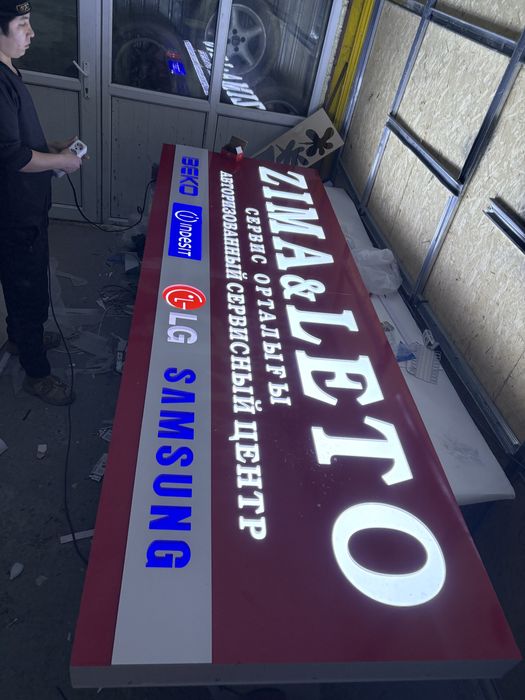 ZIMA&LETO
СЕРВИС ОРТАЛЫҒЫ
АВТОРИЗОВАННЫЙ СЕРВИСНЫЙ ЦЕНТР
BEKO indesit LG SAMSUNG